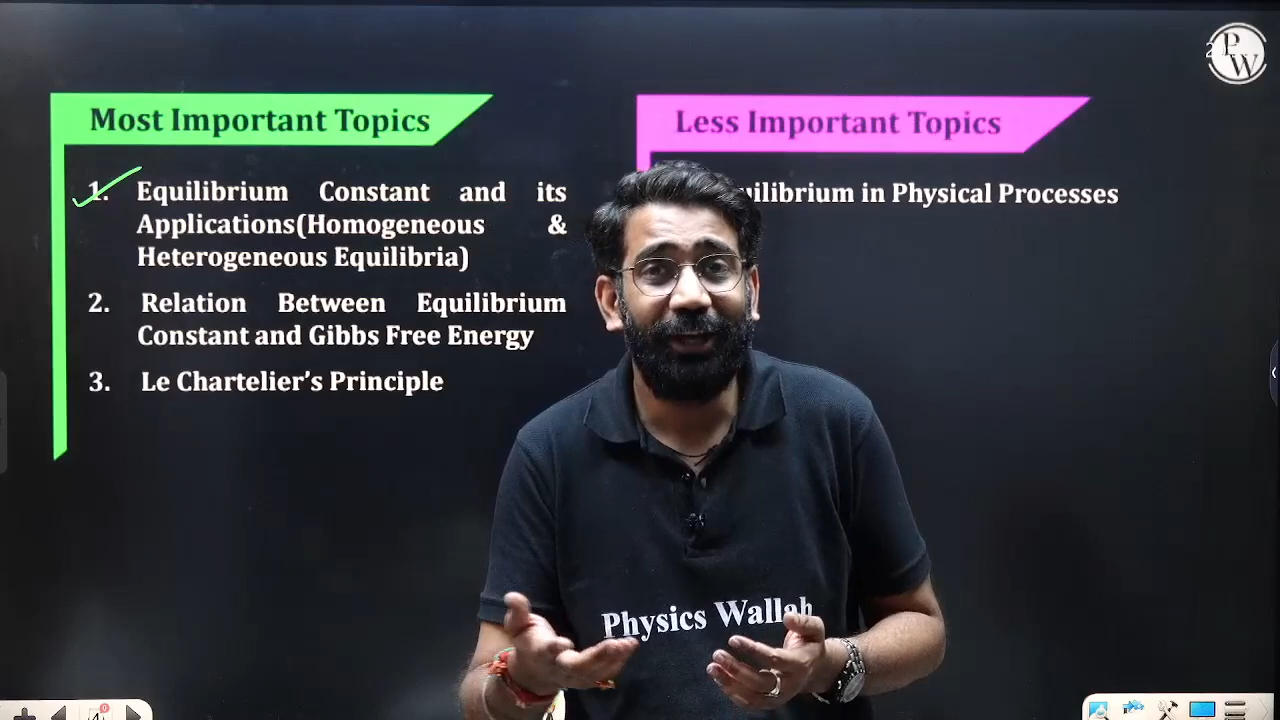 PW
Most Important Topics
1. Equilibrium Constant and its
Applications(Homogeneous &
Heterogeneous Equilibria)
2. Relation Between Equilibrium
Constant and Gibbs Free Energy
3. Le Chartelier's Principle
Less Important Topics
in Physical Processes
Physics Wallah